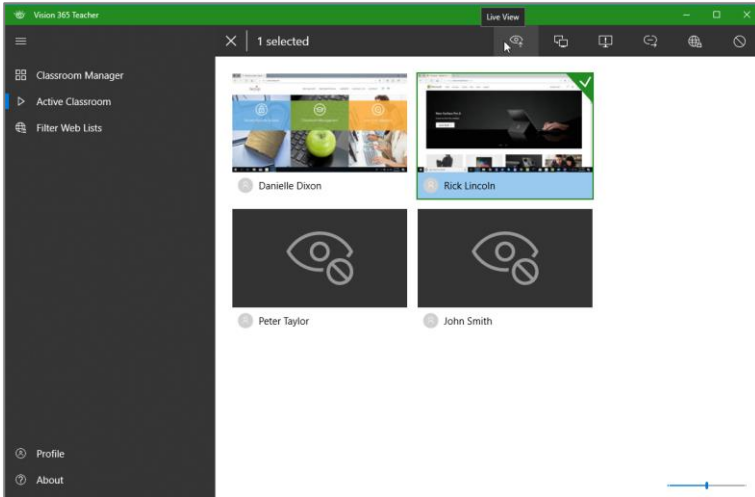 Vision 365 Teacher
Live View
1 selected
Classroom Manager
Active Classroom
Filter Web Lists
Danielle Dixon
Rick Lincoln
Peter Taylor
John Smith
Profile
About